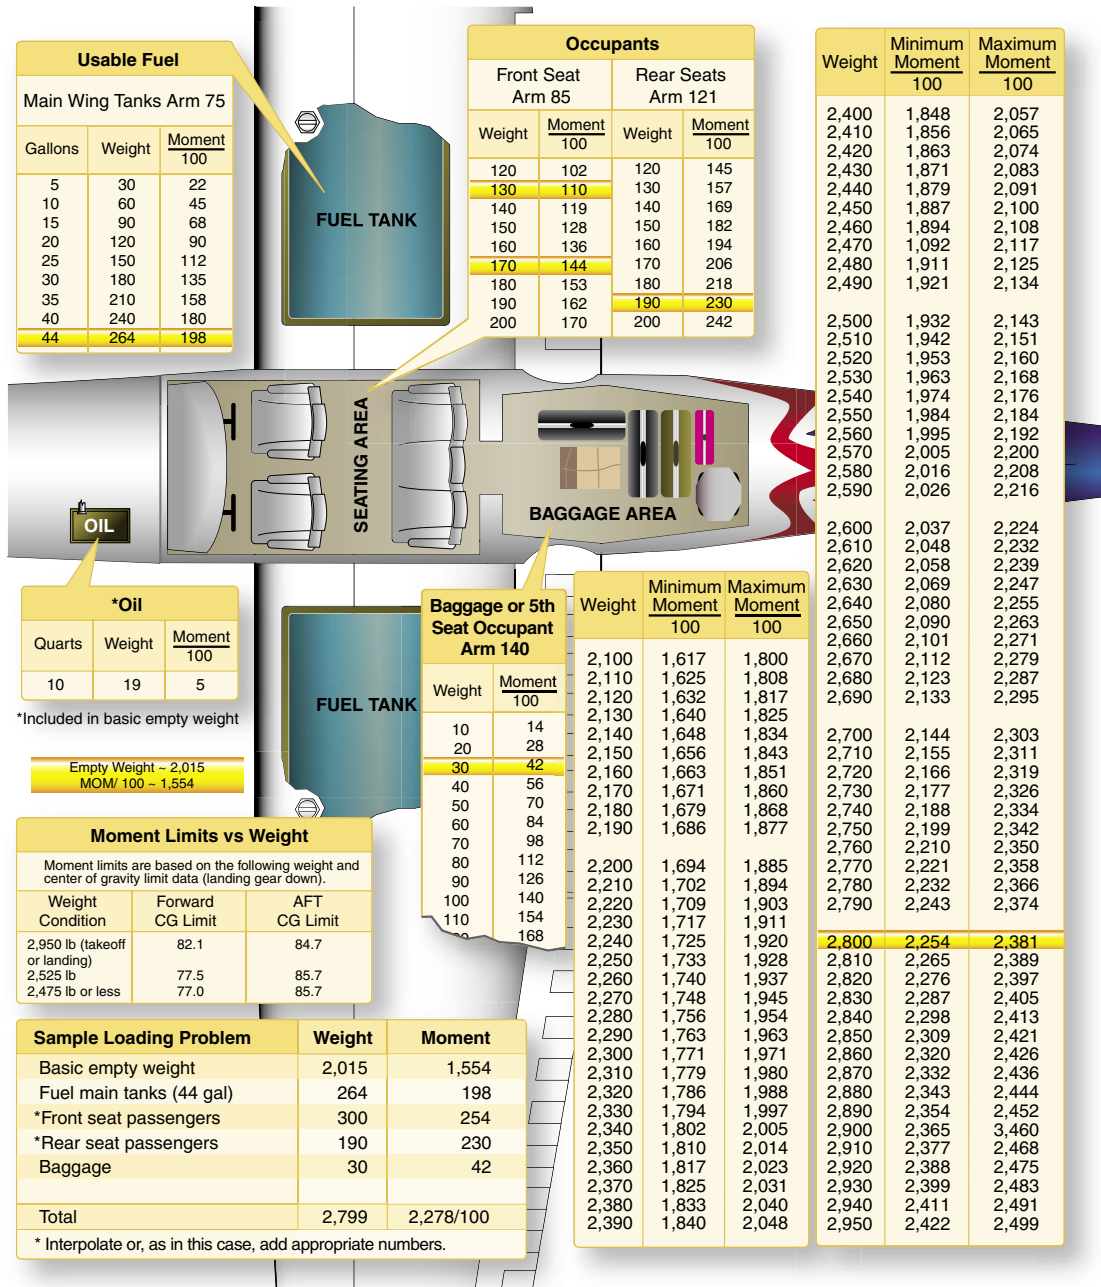 Usable Fuel
Main Wing Tanks Arm 75
Gallons Weight Moment
100
5 30 22
10 60 45
15 90 68
20 120 90
25 150 112
30 180 135
35 210 158
40 240 180
44 264 198
FUEL TANK
Occupants
Front Seat Rear Seats
Arm 85 Arm 121
Weight Moment Weight Moment
100 100
120 102 120 145
130 110 130 157
140 119 140 169
150 128 150 182
160 136 160 194
170 144 170 206
180 153 180 218
190 162 190 230
200 170 200 242
SEATING AREA
BAGGAGE AREA
OIL
*Oil
Quarts Weight Moment
100
10 19 5
*Included in basic empty weight
FUEL TANK
Empty Weight ~ 2,015
MOM/ 100 ~ 1,554
Baggage or 5th
Seat Occupant
Arm 140
Weight Moment
100
10 14
20 28
30 42
40 56
50 70
60 84
70 98
80 112
90 126
100 140
110 154
168
Moment Limits vs Weight
Moment limits are based on the following weight and
center of gravity limit data (landing gear down).
Weight Forward AFT
Condition CG Limit CG Limit
2,950 lb (takeoff 82.1 84.7
or landing)
2,525 lb 77.5 85.7
2,475 lb or less 77.0 85.7
Sample Loading Problem Weight Moment
Basic empty weight 2,015 1,554
Fuel main tanks (44 gal) 264 198
*Front seat passengers 300 254
*Rear seat passengers 190 230
Baggage 30 42
Total 2,799 2,278/100
* Interpolate or, as in this case, add appropriate numbers.
Minimum Maximum
Weight Moment Moment
100 100
2,100 1,617 1,800
2,110 1,625 1,808
2,120 1,632 1,817
2,130 1,640 1,825
2,140 1,648 1,834
2,150 1,656 1,843
2,160 1,663 1,851
2,170 1,671 1,860
2,180 1,679 1,868
2,190 1,686 1,877
2,200 1,694 1,885
2,210 1,702 1,894
2,220 1,709 1,903
2,230 1,717 1,911
2,240 1,725 1,920
2,250 1,733 1,928
2,260 1,740 1,937
2,270 1,748 1,945
2,280 1,756 1,954
2,290 1,763 1,963
2,300 1,771 1,971
2,310 1,779 1,980
2,320 1,786 1,988
2,330 1,794 1,997
2,340 1,802 2,005
2,350 1,810 2,014
2,360 1,817 2,023
2,370 1,825 2,031
2,380 1,833 2,040
2,390 1,840 2,048
Minimum Maximum
Weight Moment Moment
100 100
2,400 1,848 2,057
2,410 1,856 2,065
2,420 1,863 2,074
2,430 1,871 2,083
2,440 1,879 2,091
2,450 1,887 2,100
2,460 1,894 2,108
2,470 1,092 2,117
2,480 1,911 2,125
2,490 1,921 2,134
2,500 1,932 2,143
2,510 1,942 2,151
2,520 1,953 2,160
2,530 1,963 2,168
2,540 1,974 2,176
2,550 1,984 2,184
2,560 1,995 2,192
2,570 2,005 2,200
2,580 2,016 2,208
2,590 2,026 2,216
2,600 2,037 2,224
2,610 2,048 2,232
2,620 2,058 2,239
2,630 2,069 2,247
2,640 2,080 2,255
2,650 2,090 2,263
2,660 2,101 2,271
2,670 2,112 2,279
2,680 2,123 2,287
2,690 2,133 2,295
2,700 2,144 2,303
2,710 2,155 2,311
2,720 2,166 2,319
2,730 2,177 2,326
2,740 2,188 2,334
2,750 2,199 2,342
2,760 2,210 2,350
2,770 2,221 2,358
2,780 2,232 2,366
2,790 2,243 2,374
2,800 2,254 2,381
2,810 2,265 2,389
2,820 2,276 2,397
2,830 2,287 2,405
2,840 2,298 2,413
2,850 2,309 2,421
2,860 2,320 2,426
2,870 2,332 2,436
2,880 2,343 2,444
2,890 2,354 2,452
2,900 2,365 3,460
2,910 2,377 2,468
2,920 2,388 2,475
2,930 2,399 2,483
2,940 2,411 2,491
2,950 2,422 2,499